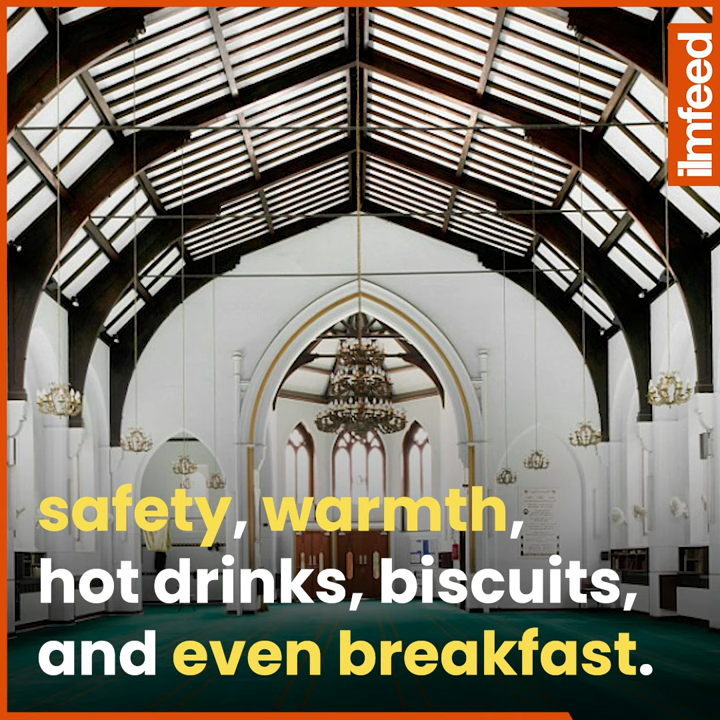 ilmfeed
safety, warmth,
hot drinks, biscuits,
and even breakfast.